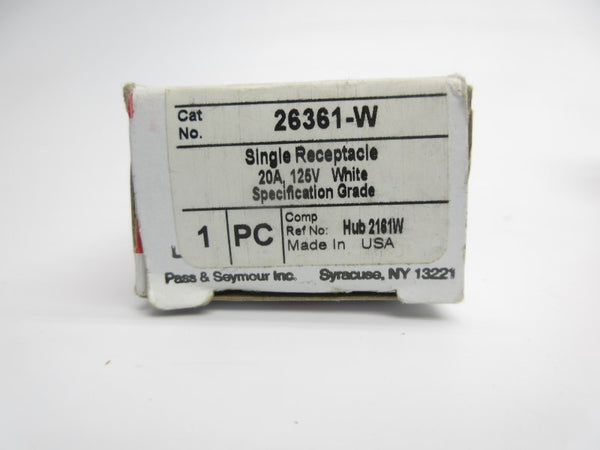 Cat No.
26361-W
Single Receptacle
20A, 125V White
Specification Grade
1 PC
Comp
Ref No: Hub 2161W
Made In USA
Pass & Seymour Inc. Syracuse, NY 13221